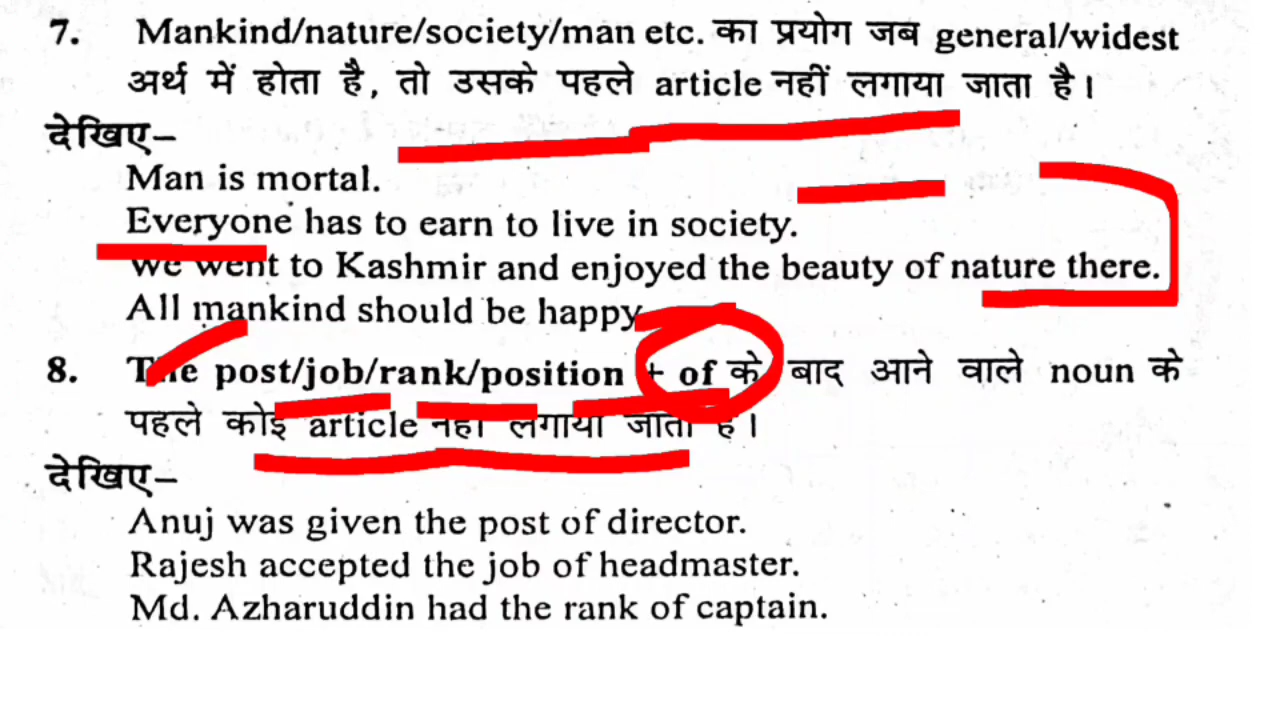 7. Mankind/nature/society/man etc. का प्रयोग जब general/widest
अर्थ में होता है, तो उसके पहले article नहीं लगाया जाता है।
देखिए–
Man is mortal.
Everyone has to earn to live in society.
We went to Kashmir and enjoyed the beauty of nature there.
All mankind should be happy
8. The post/job/rank/position + of के बाद आने वाले noun के
पहले कोई article नहीं लगाया जाता है।
देखिए–
Anuj was given the post of director.
Rajesh accepted the job of headmaster.
Md. Azharuddin had the rank of captain.